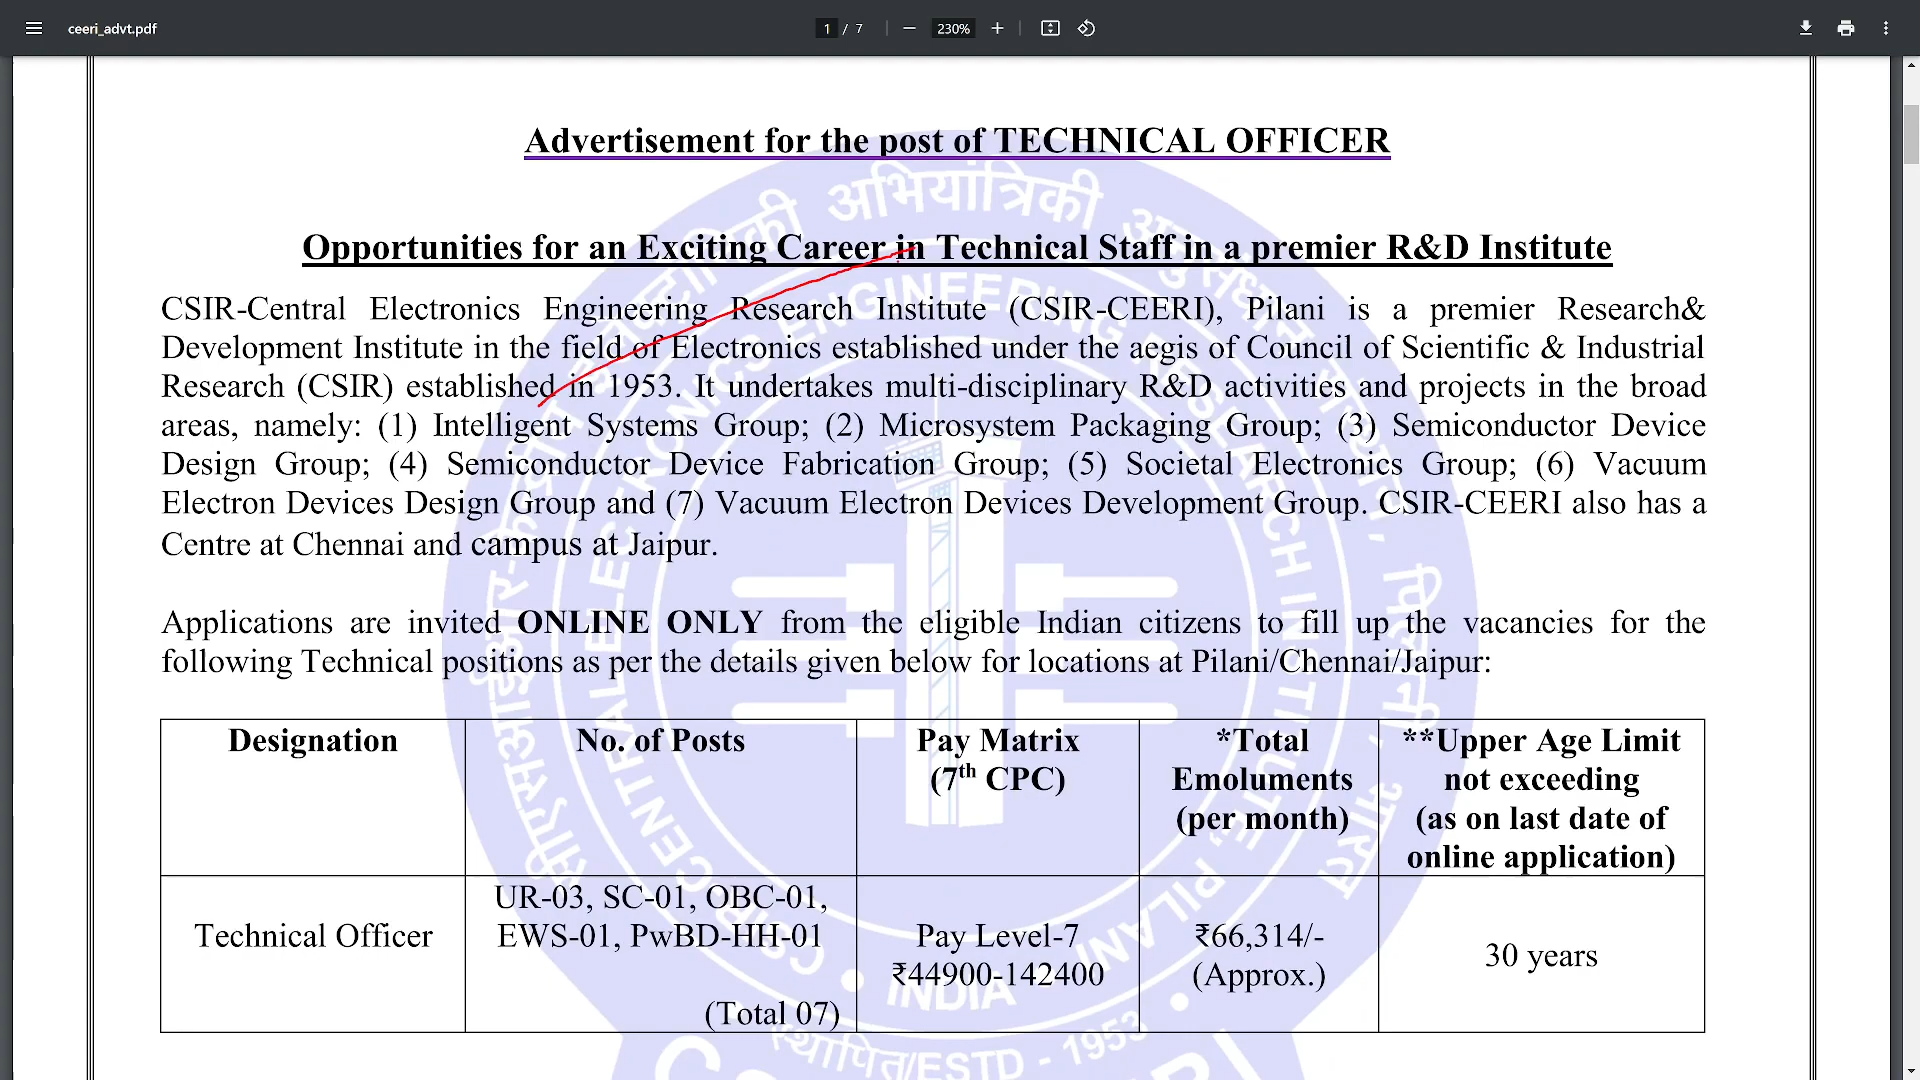 ceeri_advt.pdf
1 / 7
230%
Advertisement for the post of TECHNICAL OFFICER
Opportunities for an Exciting Career in Technical Staff in a premier R&D Institute
CSIR-Central Electronics Engineering Research Institute (CSIR-CEERI), Pilani is a premier Research&
Development Institute in the field of Electronics established under the aegis of Council of Scientific & Industrial
Research (CSIR) established in 1953. It undertakes multi-disciplinary R&D activities and projects in the broad
areas, namely: (1) Intelligent Systems Group; (2) Microsystem Packaging Group; (3) Semiconductor Device
Design Group; (4) Semiconductor Device Fabrication Group; (5) Societal Electronics Group; (6) Vacuum
Electron Devices Design Group and (7) Vacuum Electron Devices Development Group. CSIR-CEERI also has a
Centre at Chennai and campus at Jaipur.
Applications are invited ONLINE ONLY from the eligible Indian citizens to fill up the vacancies for the
following Technical positions as per the details given below for locations at Pilani/Chennai/Jaipur:
Designation
No. of Posts
Pay Matrix
(7th CPC)
*Total
Emoluments
(per month)
**Upper Age Limit
not exceeding
(as on last date of
online application)
Technical Officer
UR-03, SC-01, OBC-01,
EWS-01, PwBD-HH-01
(Total 07)
Pay Level-7
₹44900-142400
₹66,314/-
(Approx.)
30 years
CSIR-CENTRAL ELECTRONICS ENGINEERING RESEARCH INSTITUTE, PILANI
INDIA
स्थापित/ESTD - 1953